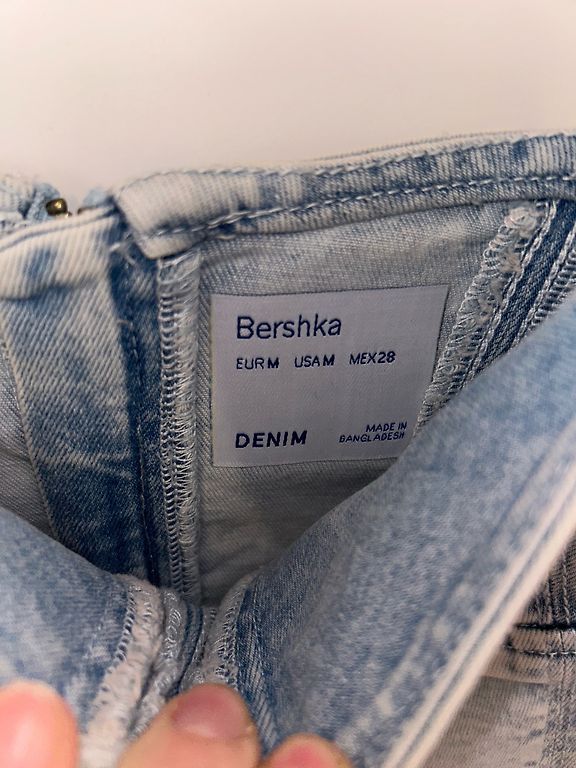 Bershka
EUR M USA M MEX 28
DENIM
MADE IN
BANGLADESH